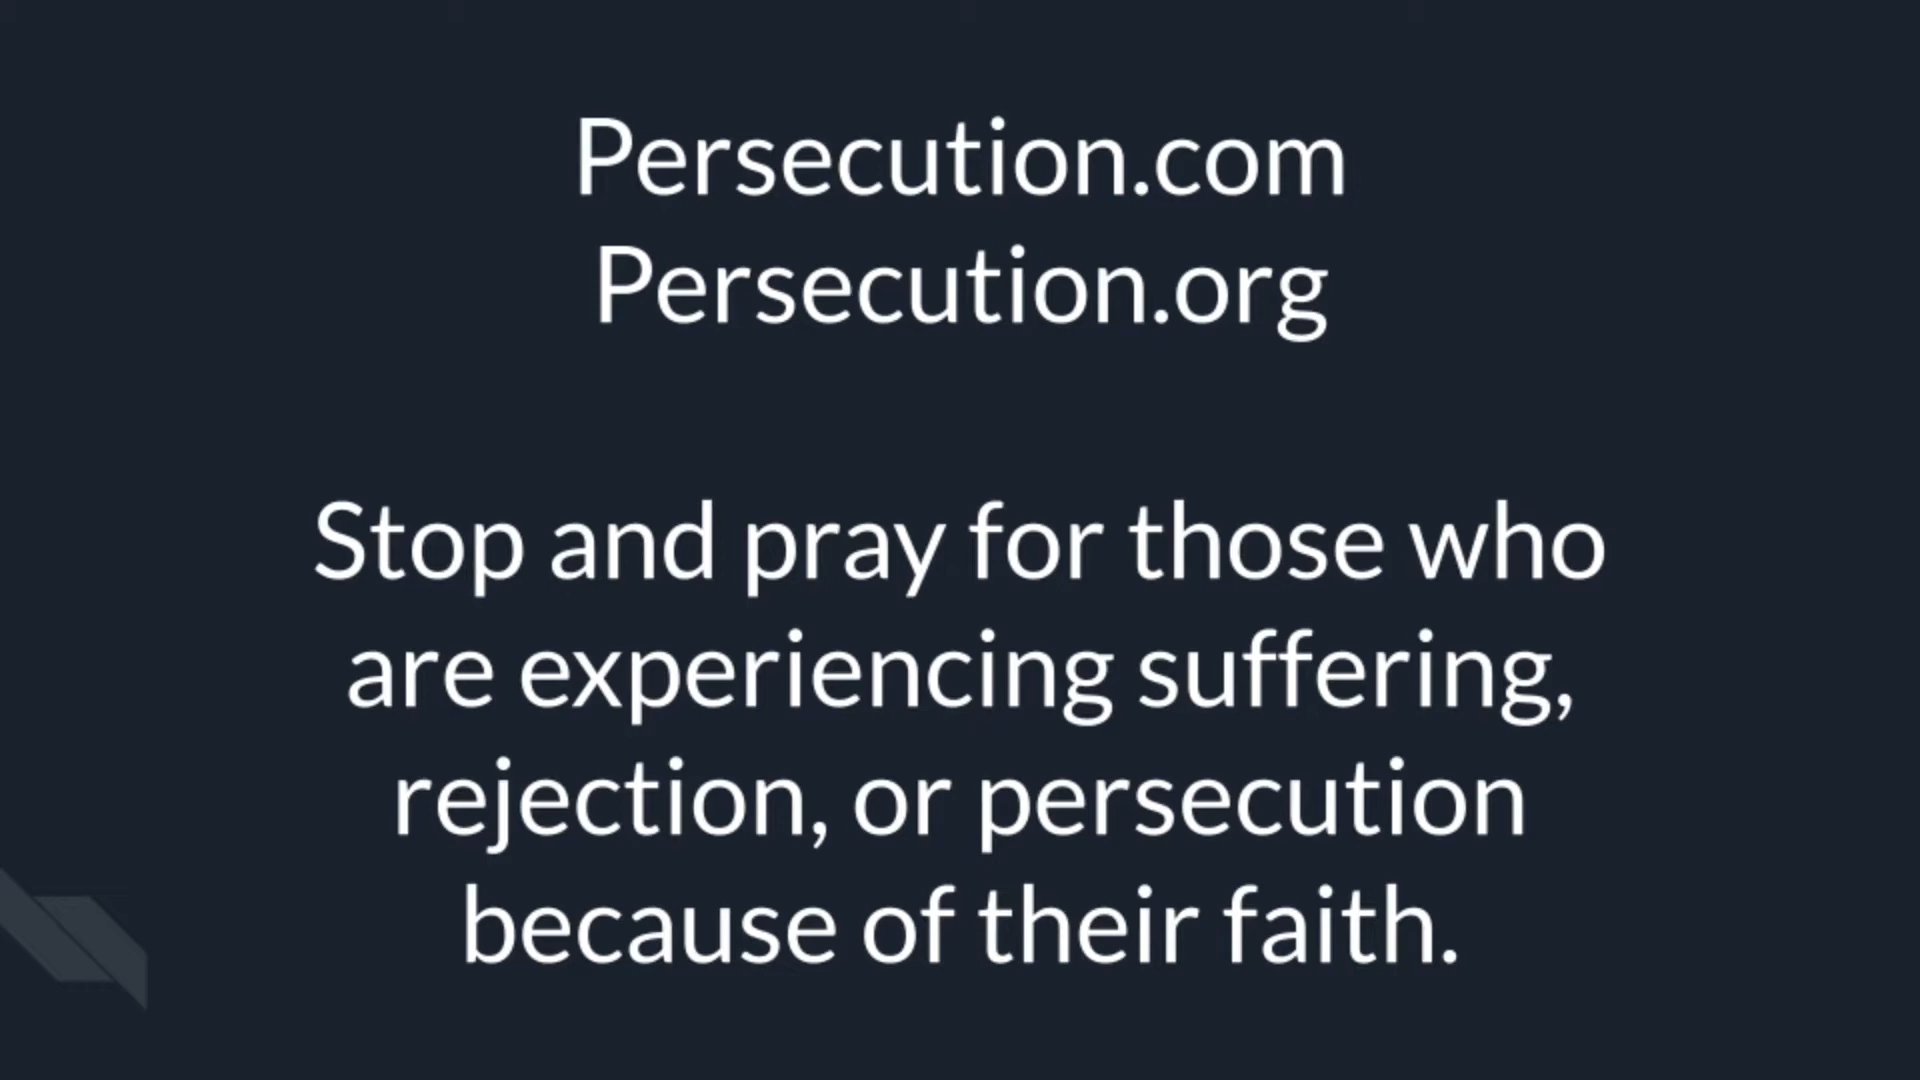 Persecution.com
Persecution.org
Stop and pray for those who
are experiencing suffering,
rejection, or persecution
because of their faith.